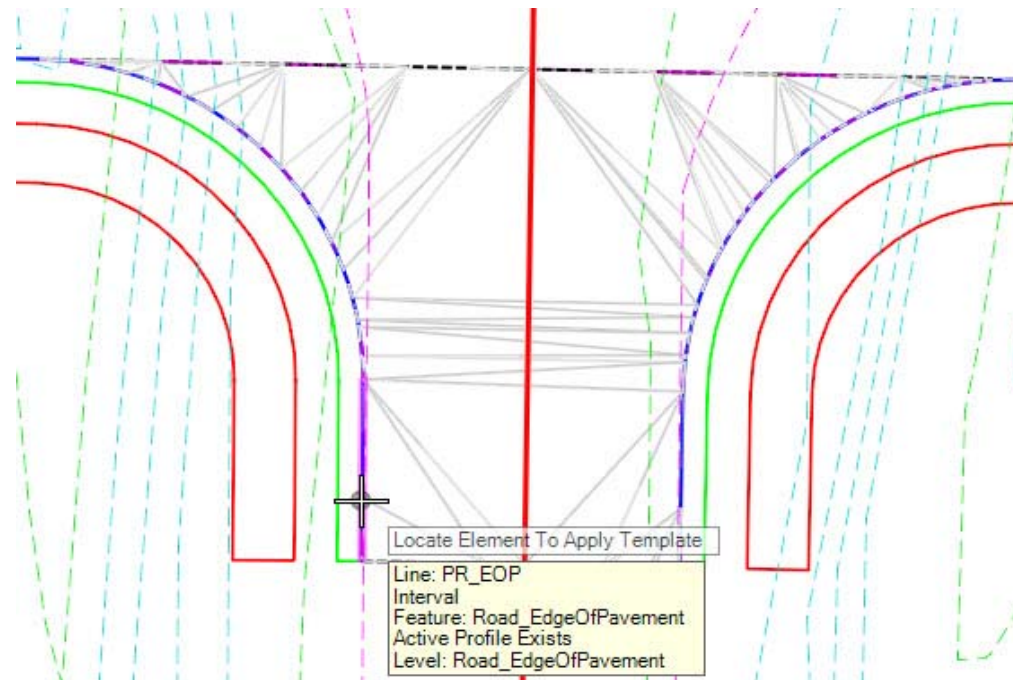 Locate Element To Apply Template
Line: PR_EOP
Interval
Feature: Road_EdgeOfPavement
Active Profile Exists
Level: Road_EdgeOfPavement